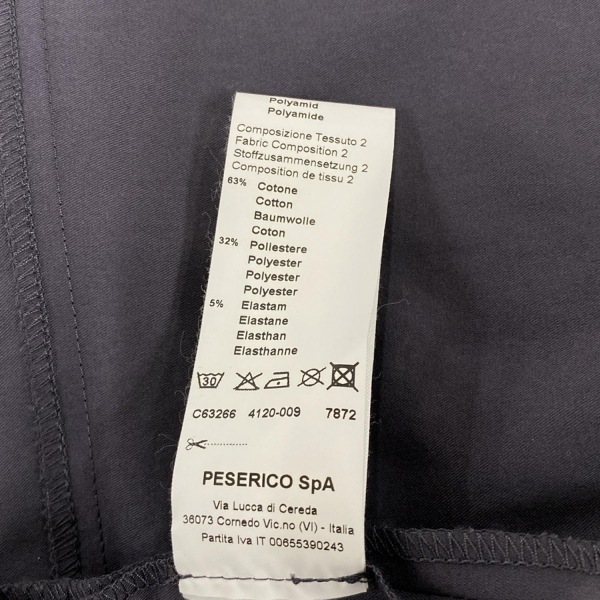 Polyamid
Polyamide
Composizione Tessuto 2
Fabric Composition 2
Stoffzusammensetzung 2
Composition de tissu 2
63% Cotone
Cotton
Baumwolle
Coton
32% Poliestere
Polyester
Polyester
Polyester
5% Elastam
Elastane
Elasthan
Elasthanne
30
C63266 4120-009 7872
PESERICO SpA
Via Lucca di Cereda
36073 Cornedo Vic.no (VI) - Italia
Partita Iva IT 00655390243